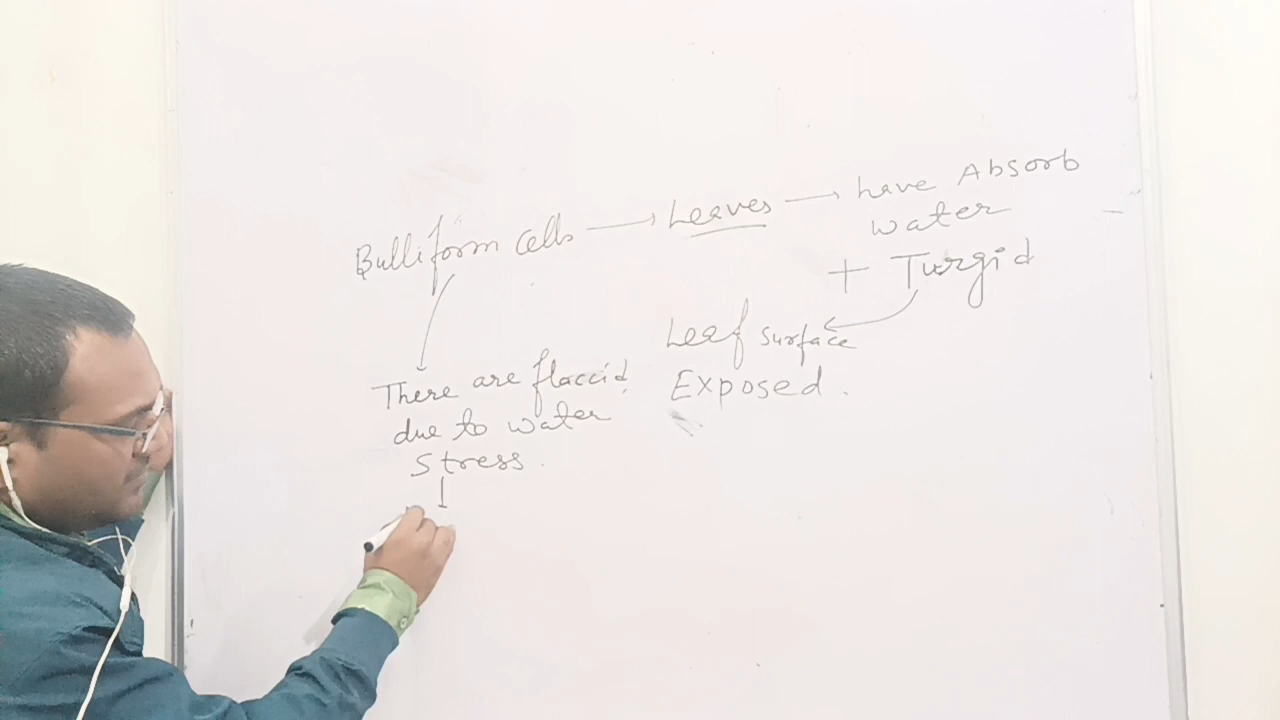 Bulliform cells → Leaves → have Absorb
water
+ Turgid
Leaf surface
Exposed.
There are flaccid
due to water
Stress.